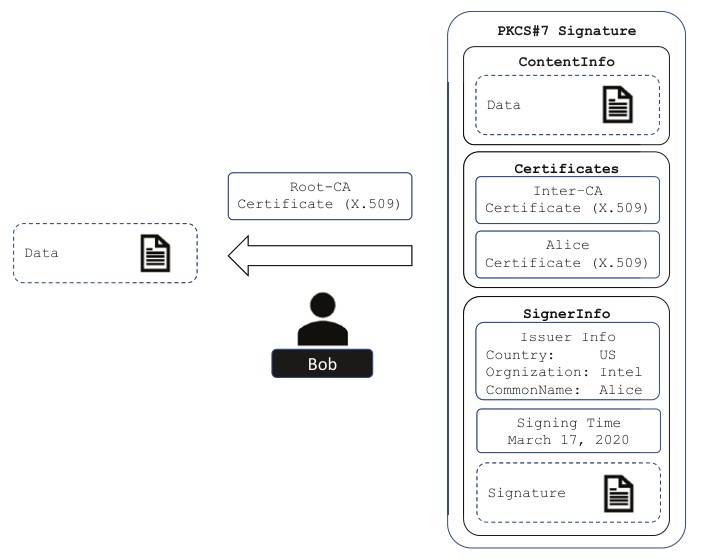 PKCS#7 Signature
ContentInfo
Data
Certificates
Inter-CA
Certificate (X.509)
Alice
Certificate (X.509)
SignerInfo
Issuer Info
Country: US
Orgnization: Intel
CommonName: Alice
Signing Time
March 17, 2020
Signature
Root-CA
Certificate (X.509)
Data
Bob